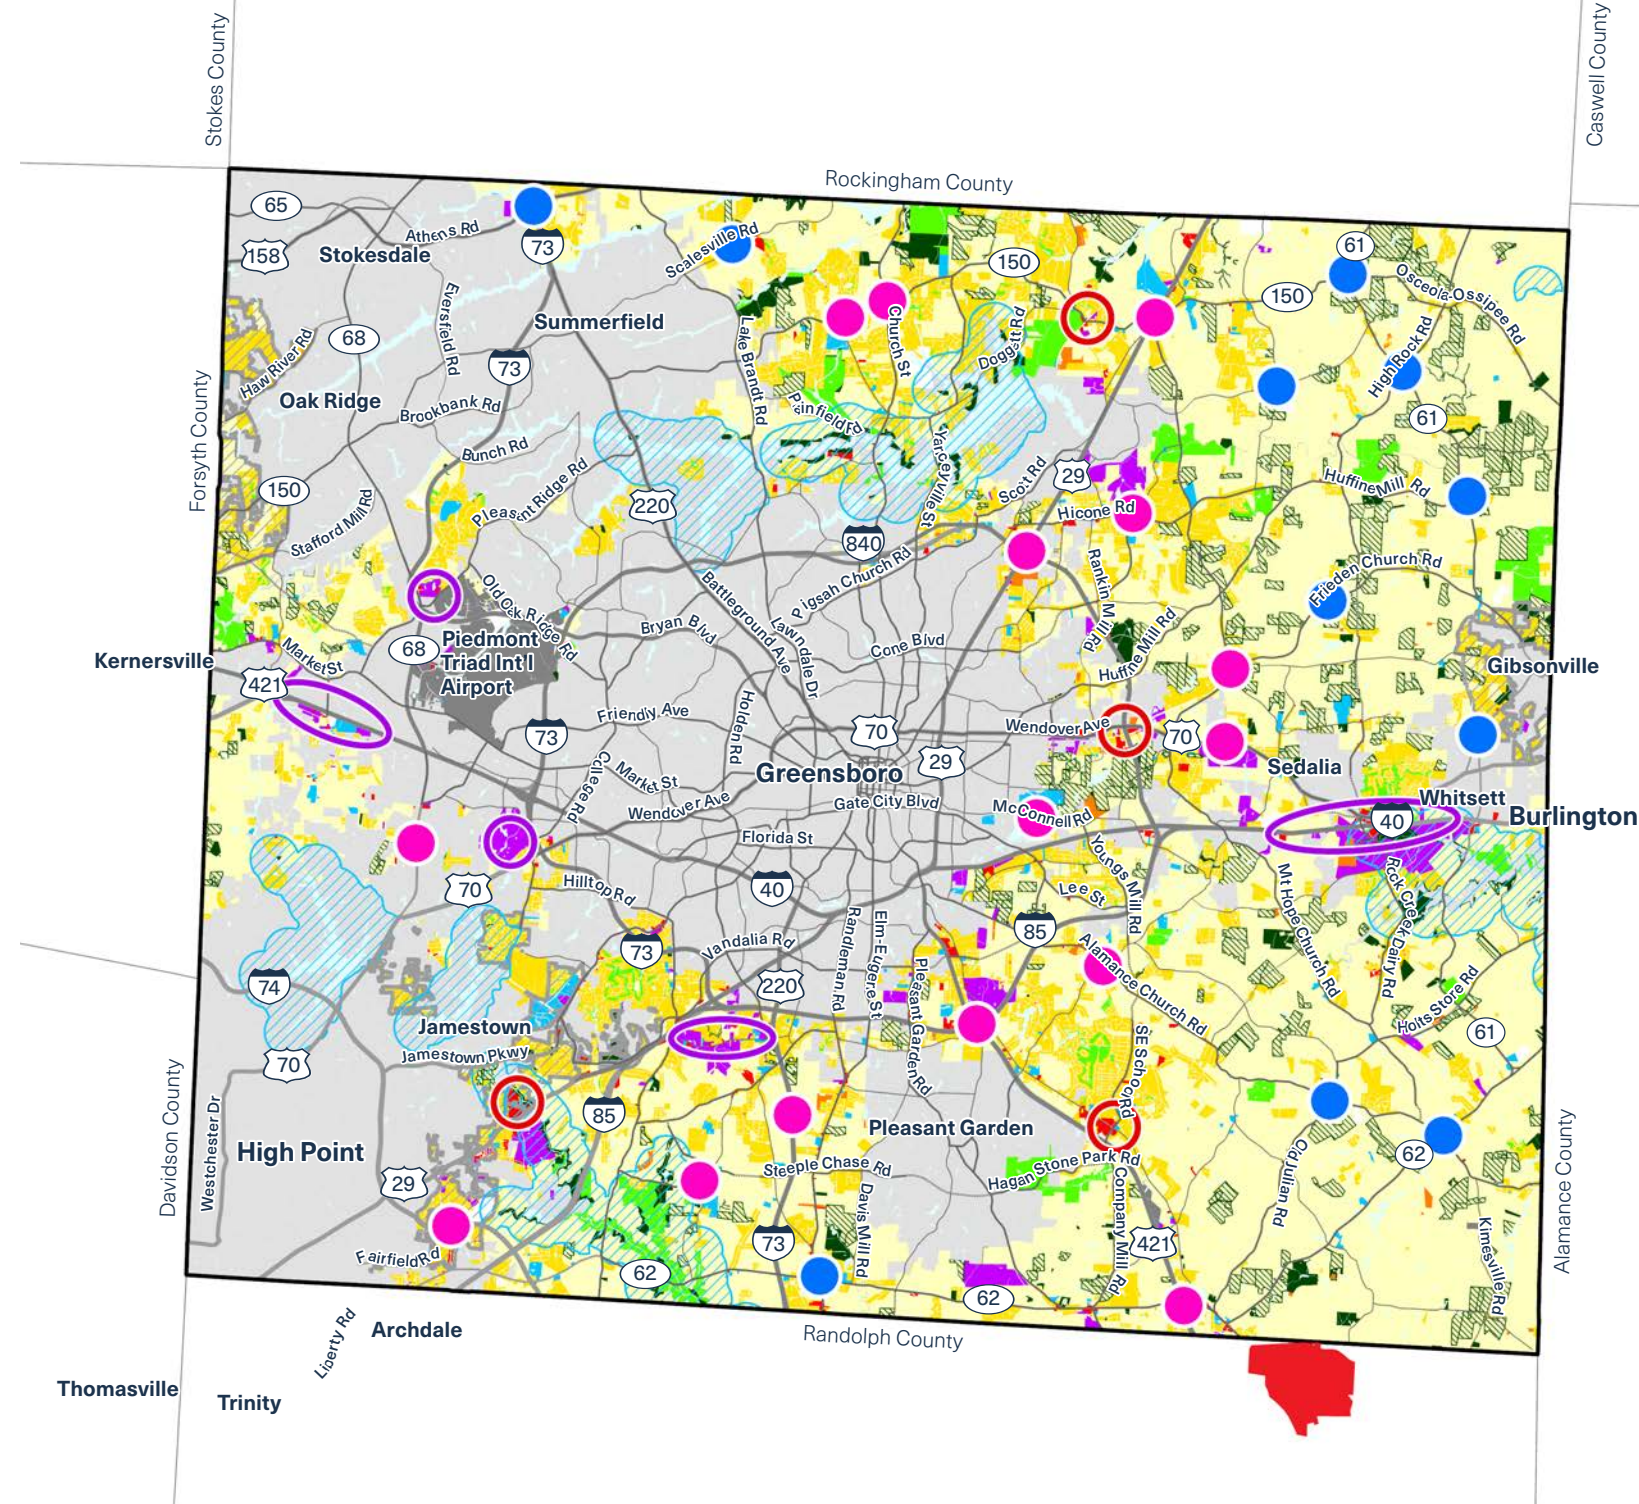 Stokes County
Caswell County
Rockingham County
65
Athens Rd
158
Stokesdale
73
Scalesville Rd
150
61
150
Osceola-Ossipee Rd
Eversfield Rd
Summerfield
68
Haw River Rd
73
Lake Brandt Rd
Church St
Doggett Rd
High Rock Rd
Forsyth County
Oak Ridge
Brookbank Rd
Pinfield Rd
61
Bunch Rd
Yanceyville St
150
Pleasant Ridge Rd
220
Scott Rd
29
Huffine Mill Rd
Stafford Mill Rd
Hicone Rd
840
Pigsah Church Rd
Rankin Mill Rd
Frieden Church Rd
Old Oak Ridge Rd
Battleground Ave
Lawndale Dr
Bryan Blvd
Cone Blvd
Huffne Mill Rd
Kernersville
Market St
68
Piedmont
Triad Int'l
Airport
Gibsonville
421
Friendly Ave
Holden Rd
70
Wendover Ave
70
73
29
Sedalia
College Rd
Market St
Greensboro
Wendover Ave
Gate City Blvd
McConnell Rd
Whitsett
40
Burlington
Florida St
Youngs Mill Rd
70
Hilltop Rd
40
Lee St
Mt Hope Church Rd
Rock Creek Dairy Rd
85
73
Vandalia Rd
Randleman Rd
Elm-Eugene St
Pleasant Garden Rd
Alamance Church Rd
74
220
Holts Store Rd
61
Jamestown
Jamestown Pkwy
70
SE School Rd
Davidson County
Westchester Dr
85
Pleasant Garden
Alamance County
High Point
62
29
Steeple Chase Rd
Hagan Stone Park Rd
Old Julian Rd
Davis Mill Rd
Company Mill Rd
73
421
Kimesville Rd
Fairfield Rd
62
62
Liberty Rd
Archdale
Randolph County
Thomasville
Trinity